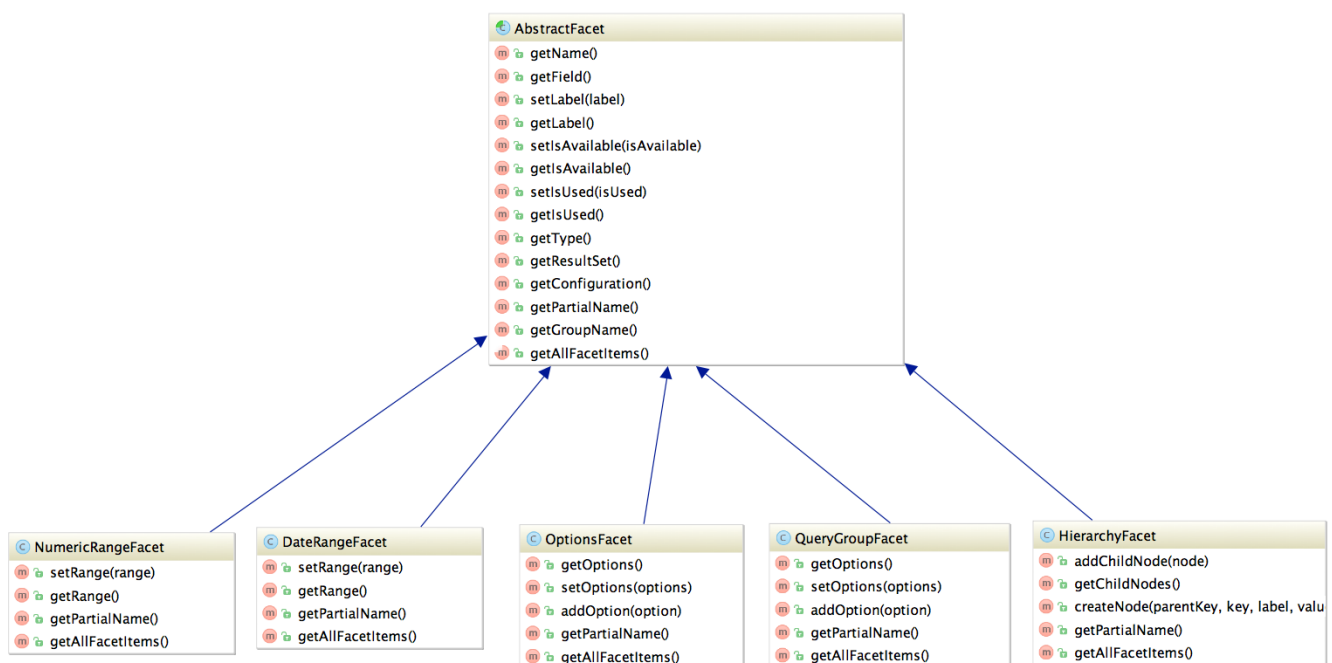 AbstractFacet
getName()
getField()
setLabel(label)
getLabel()
setIsAvailable(isAvailable)
getIsAvailable()
setIsUsed(isUsed)
getIsUsed()
getType()
getResultSet()
getConfiguration()
getPartialName()
getGroupName()
getAllFacetItems()
NumericRangeFacet
setRange(range)
getRange()
getPartialName()
getAllFacetItems()
DateRangeFacet
setRange(range)
getRange()
getPartialName()
getAllFacetItems()
OptionsFacet
getOptions()
setOptions(options)
addOption(option)
getPartialName()
getAllFacetItems()
QueryGroupFacet
getOptions()
setOptions(options)
addOption(option)
getPartialName()
getAllFacetItems()
HierarchyFacet
addChildNode(node)
getChildNodes()
createNode(parentKey, key, label, valu
getPartialName()
getAllFacetItems()